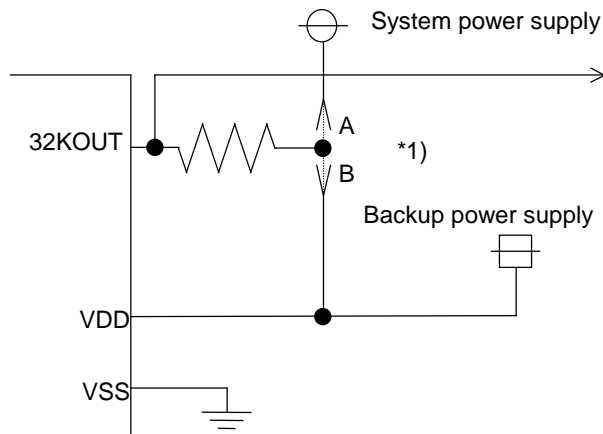 System power supply
A
32KOUT
*1)
B
Backup power supply
VDD
VSS